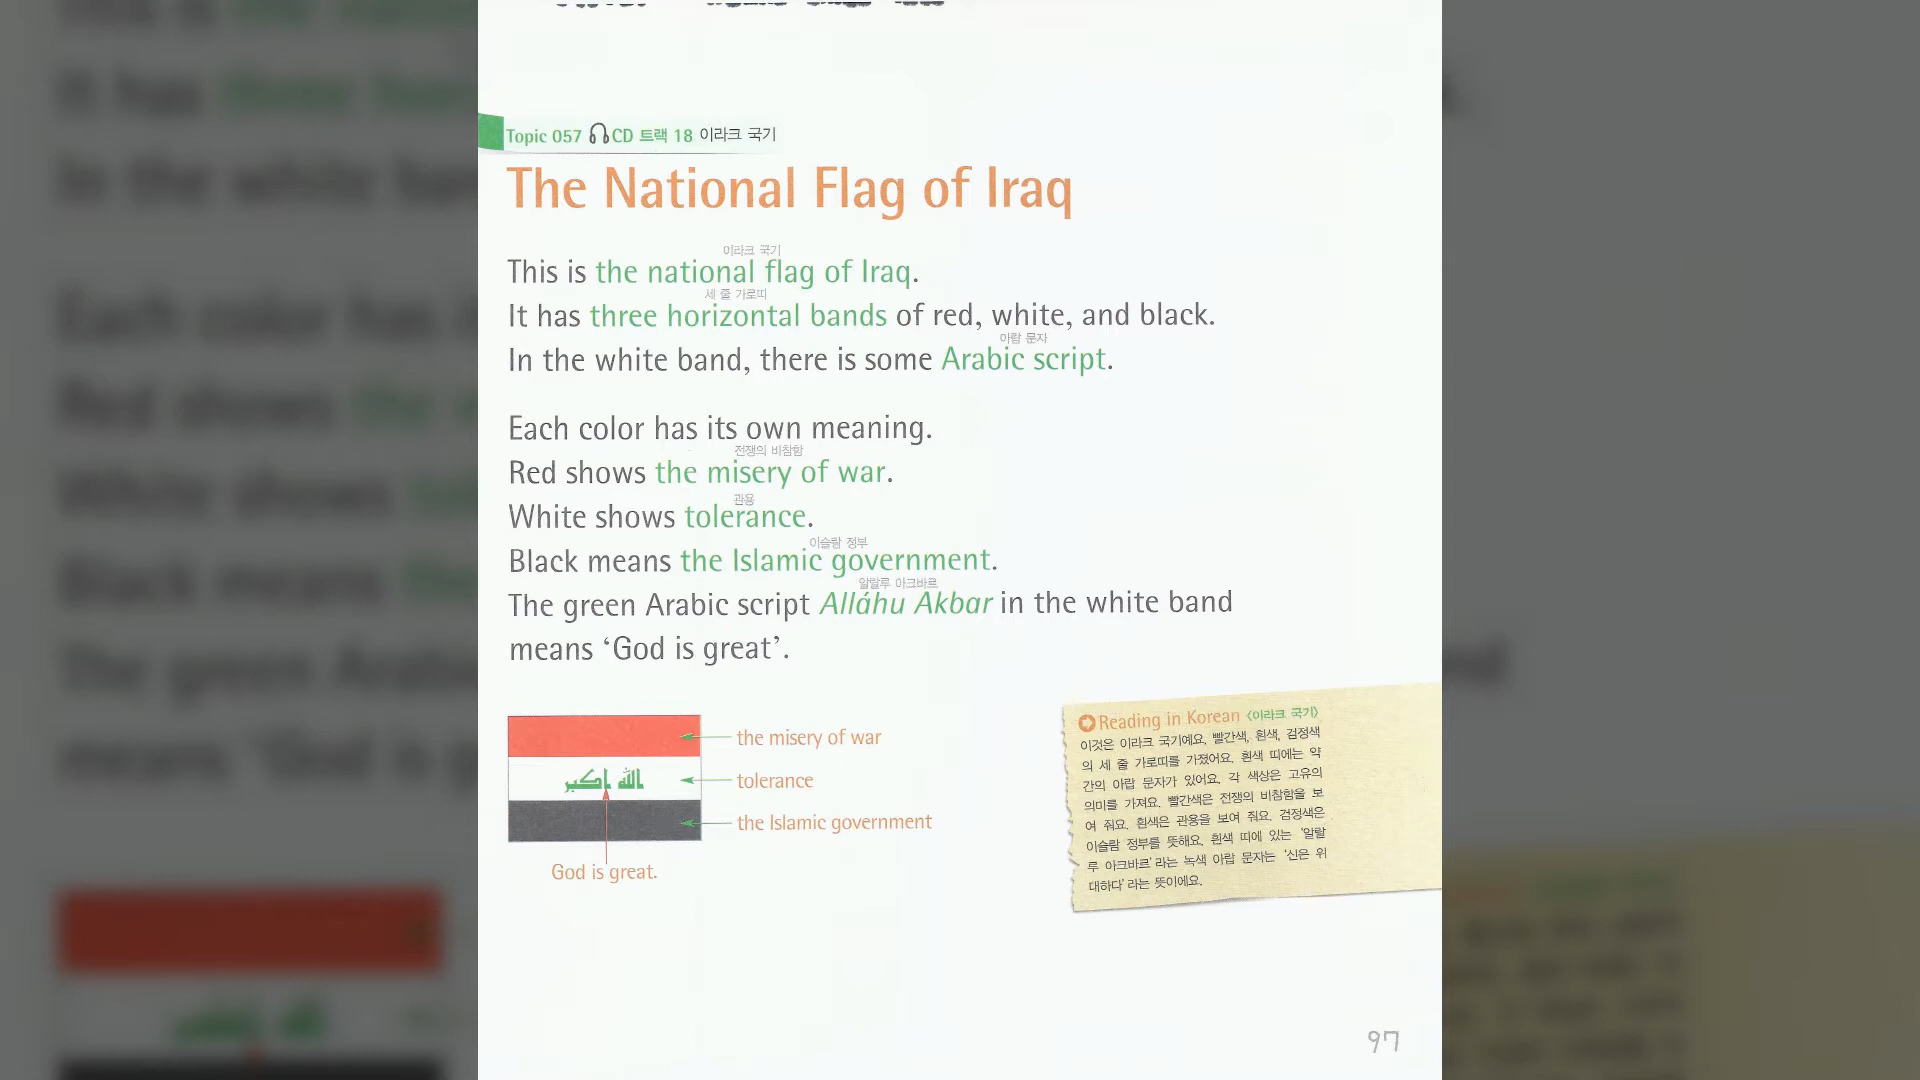 Topic 057 CD 트랙 18 이라크 국기
The National Flag of Iraq
이라크 국기
This is the national flag of Iraq.
세 줄 가로띠
It has three horizontal bands of red, white, and black.
아랍 문자
In the white band, there is some Arabic script.
Each color has its own meaning.
전쟁의 비참함
Red shows the misery of war.
관용
White shows tolerance.
이슬람 정부
Black means the Islamic government.
알랄루 아크바르
The green Arabic script Alláhu Akbar in the white band
means ‘God is great’.
the misery of war
الله اكبر
tolerance
the Islamic government
God is great.
Reading in Korean 〈이라크 국기〉
이것은 이라크 국기예요. 빨간색, 흰색, 검정색
의 세 줄 가로띠를 가졌어요. 흰색 띠에는 약
간의 아랍 문자가 있어요. 각 색상은 고유의
의미를 가져요. 빨간색은 전쟁의 비참함을 보
여 줘요. 흰색은 관용을 보여 줘요. 검정색은
이슬람 정부를 뜻해요. 흰색 띠에 있는 '알랄
루 아크바르'라는 녹색 아랍 문자는 '신은 위
대하다'라는 뜻이에요.
97